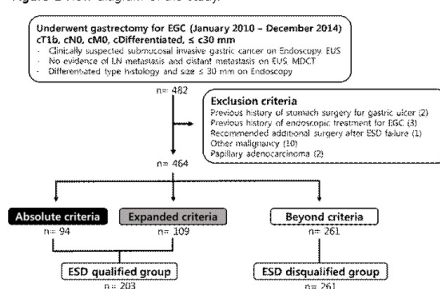 Figure 2 Flow diagram of the study.
Underwent gastrectomy for EGC (January 2010 – December 2014)
cT1b, cN0, cM0, cDifferentiated, ≤ c30 mm
- Clinically suspected submucosal invasive gastric cancer on Endoscopy, EUS
- No evidence of LN metastasis and distant metastasis on EUS, MDCT
- Differentiated type histology and size ≤ 30 mm on Endoscopy
n= 482
Exclusion criteria
Previous history of stomach surgery for gastric ulcer (2)
Previous history of endoscopic treatment for EGC (3)
Recommended additional surgery after ESD failure (1)
Other malignancy (10)
Papillary adenocarcinoma (2)
n= 464
Absolute criteria
n= 94
Expanded criteria
n= 109
Beyond criteria
n= 261
ESD qualified group
n= 203
ESD disqualified group
n= 261